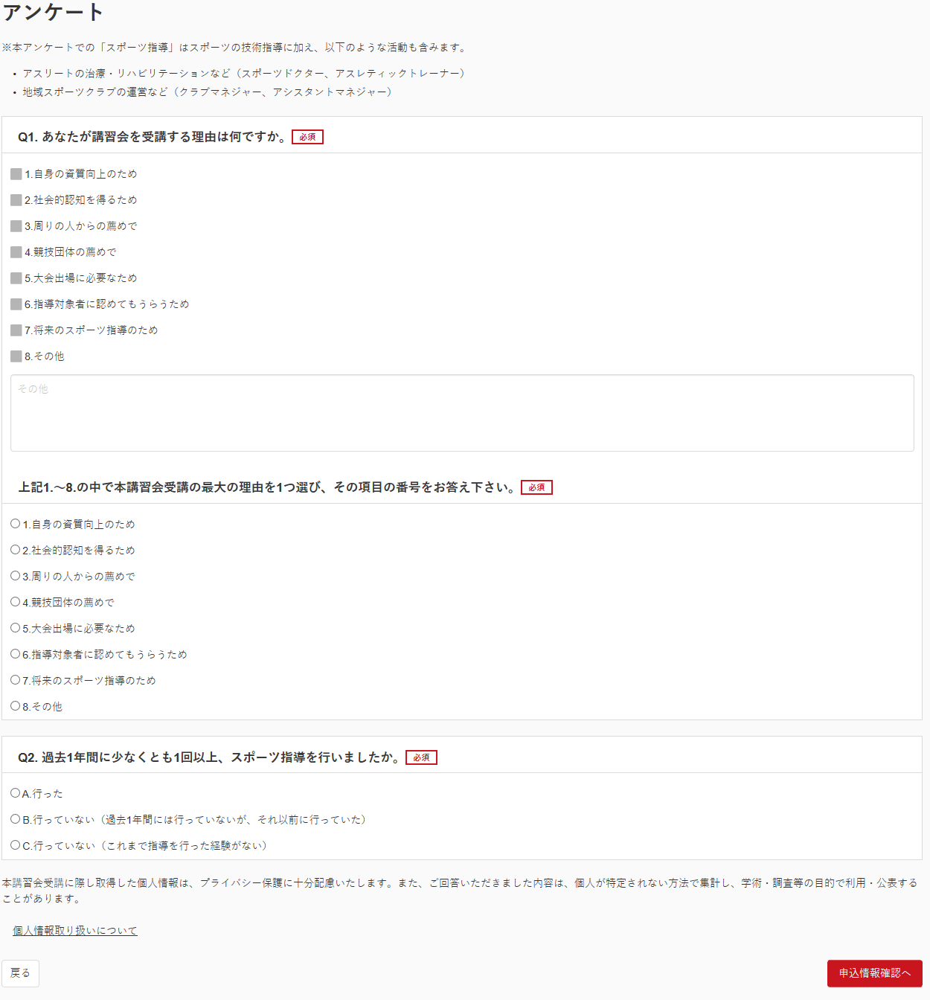 アンケート
※本アンケートでの「スポーツ指導」はスポーツの技術指導に加え、以下のような活動も含みます。
• アスリートの治療・リハビリテーションなど（スポーツドクター、アスレティックトレーナー）
• 地域スポーツクラブの運営など（クラブマネジャー、アシスタントマネジャー）
Q1. あなたが講習会を受講する理由は何ですか。 必須
1.自身の資質向上のため
2.社会的認知を得るため
3.周りの人からの薦めで
4.競技団体の薦めで
5.大会出場に必要なため
6.指導対象者に認めてもうらうため
7.将来のスポーツ指導のため
8.その他
その他
上記1.～8.の中で本講習会受講の最大の理由を1つ選び、その項目の番号をお答え下さい。 必須
1.自身の資質向上のため
2.社会的認知を得るため
3.周りの人からの薦めで
4.競技団体の薦めで
5.大会出場に必要なため
6.指導対象者に認めてもうらうため
7.将来のスポーツ指導のため
8.その他
Q2. 過去1年間に少なくとも1回以上、スポーツ指導を行いましたか。 必須
A.行った
B.行っていない（過去1年間には行っていないが、それ以前に行っていた）
C.行っていない（これまで指導を行った経験がない）
本講習会受講に際し取得した個人情報は、プライバシー保護に十分配慮いたします。また、ご回答いただきました内容は、個人が特定されない方法で集計し、学術・調査等の目的で利用・公表する
ことがあります。
個人情報取り扱いについて
戻る
申込情報確認へ